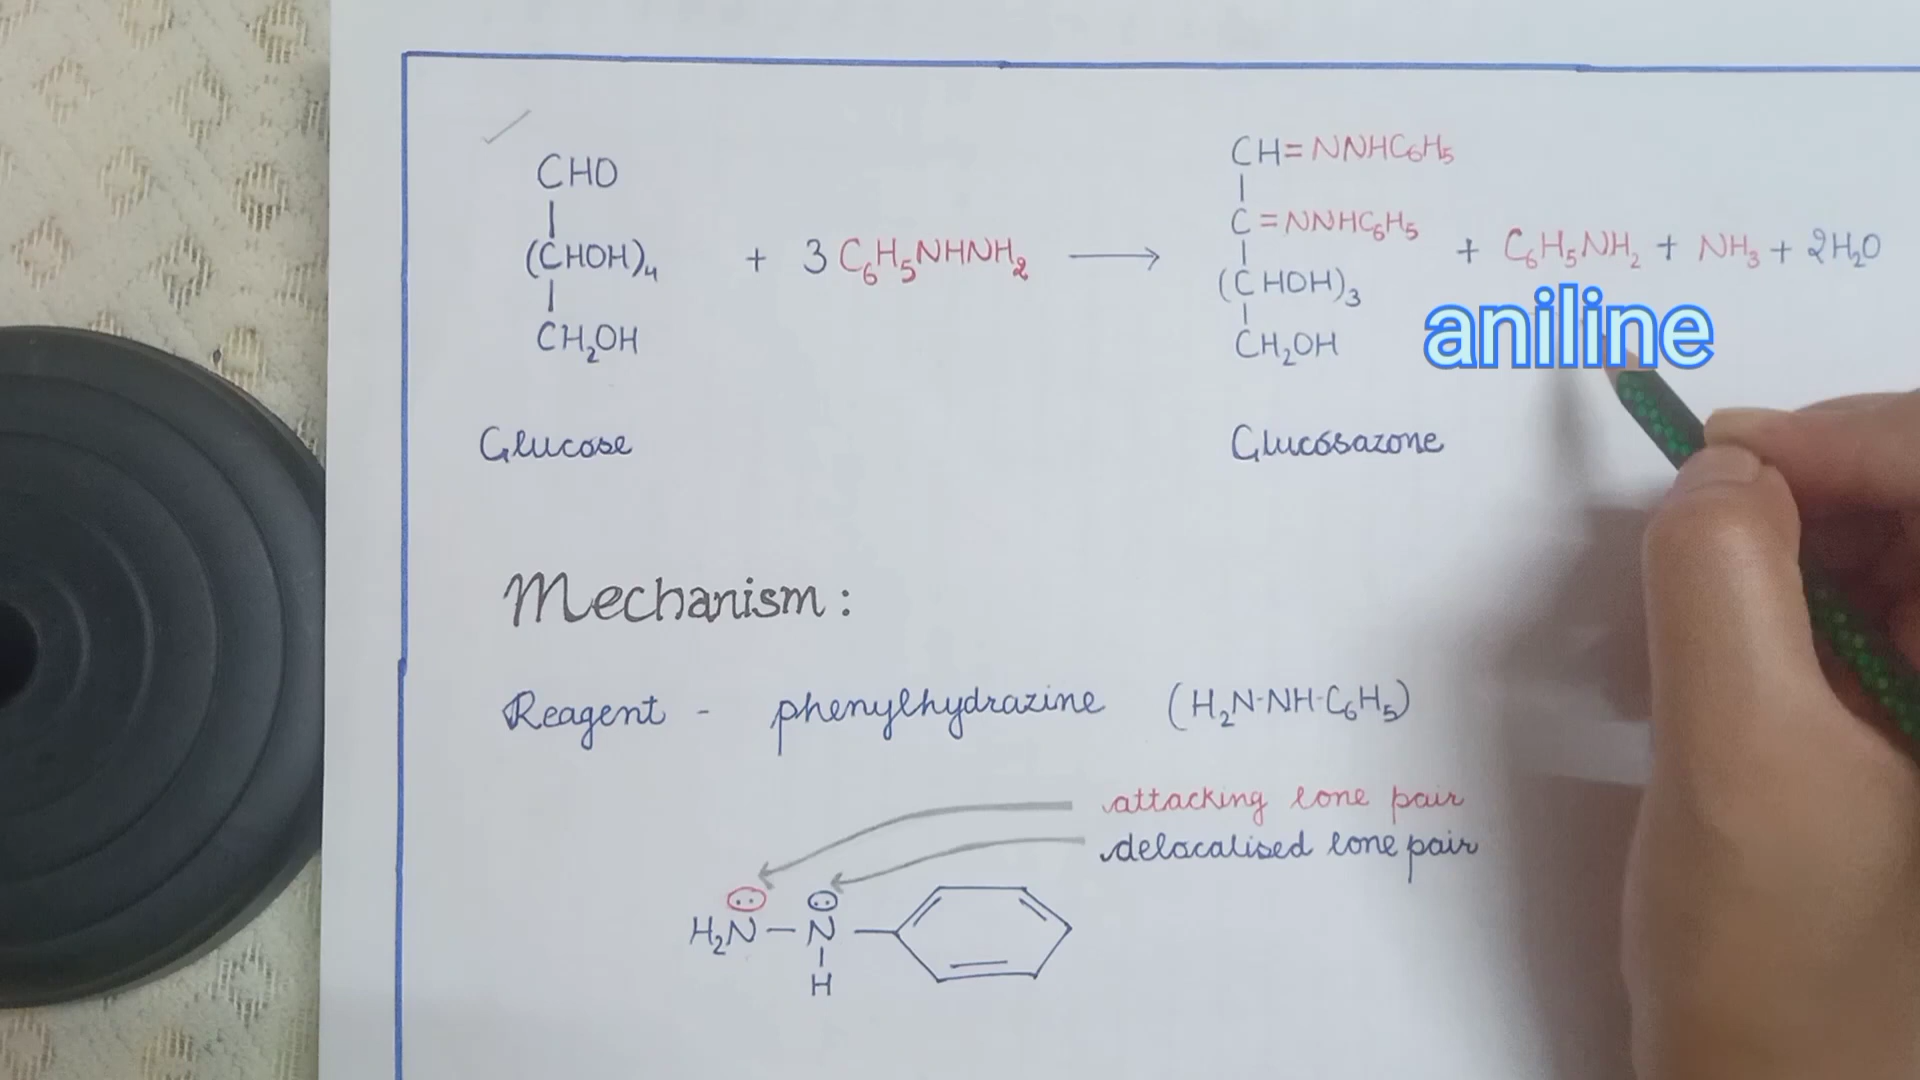 CHO
(CHOH)₄
CH₂OH
+ 3 C₆H₅NHNH₂ ⟶
CH=NNHC₆H₅
C=NNHC₆H₅
(CHOH)₃
CH₂OH
+ C₆H₅NH₂ + NH₃ + 2H₂O
aniline
Glucose
Glucosazone
Mechanism:
Reagent - phenylhydrazine (H₂N-NH-C₆H₅)
attacking lone pair
delocalised lone pair
H₂N — N
H